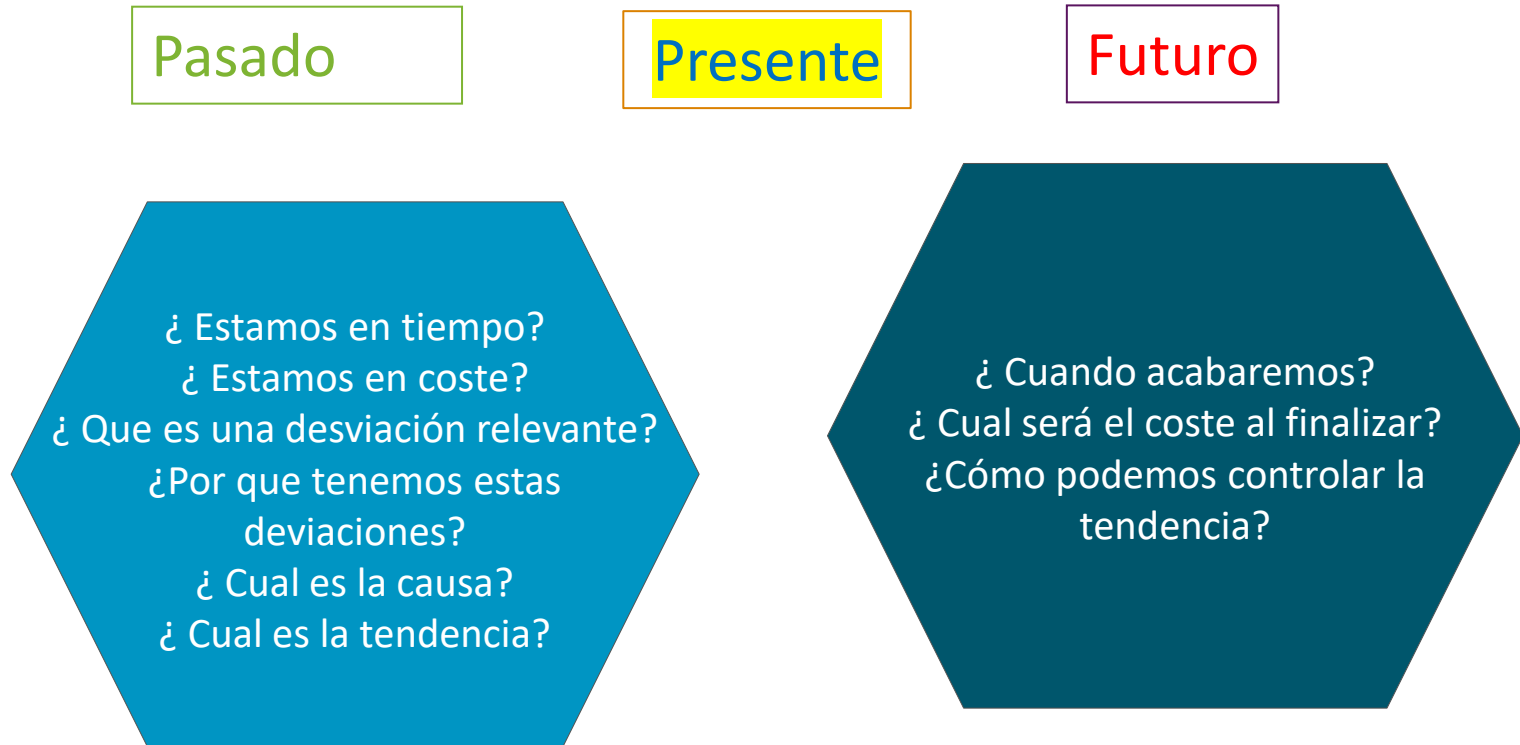 Pasado
Presente
Futuro
¿ Estamos en tiempo?
¿ Estamos en coste?
¿ Que es una desviación relevante?
¿Por que tenemos estas
deviaciones?
¿ Cual es la causa?
¿ Cual es la tendencia?
¿ Cuando acabaremos?
¿ Cual será el coste al finalizar?
¿Cómo podemos controlar la
tendencia?